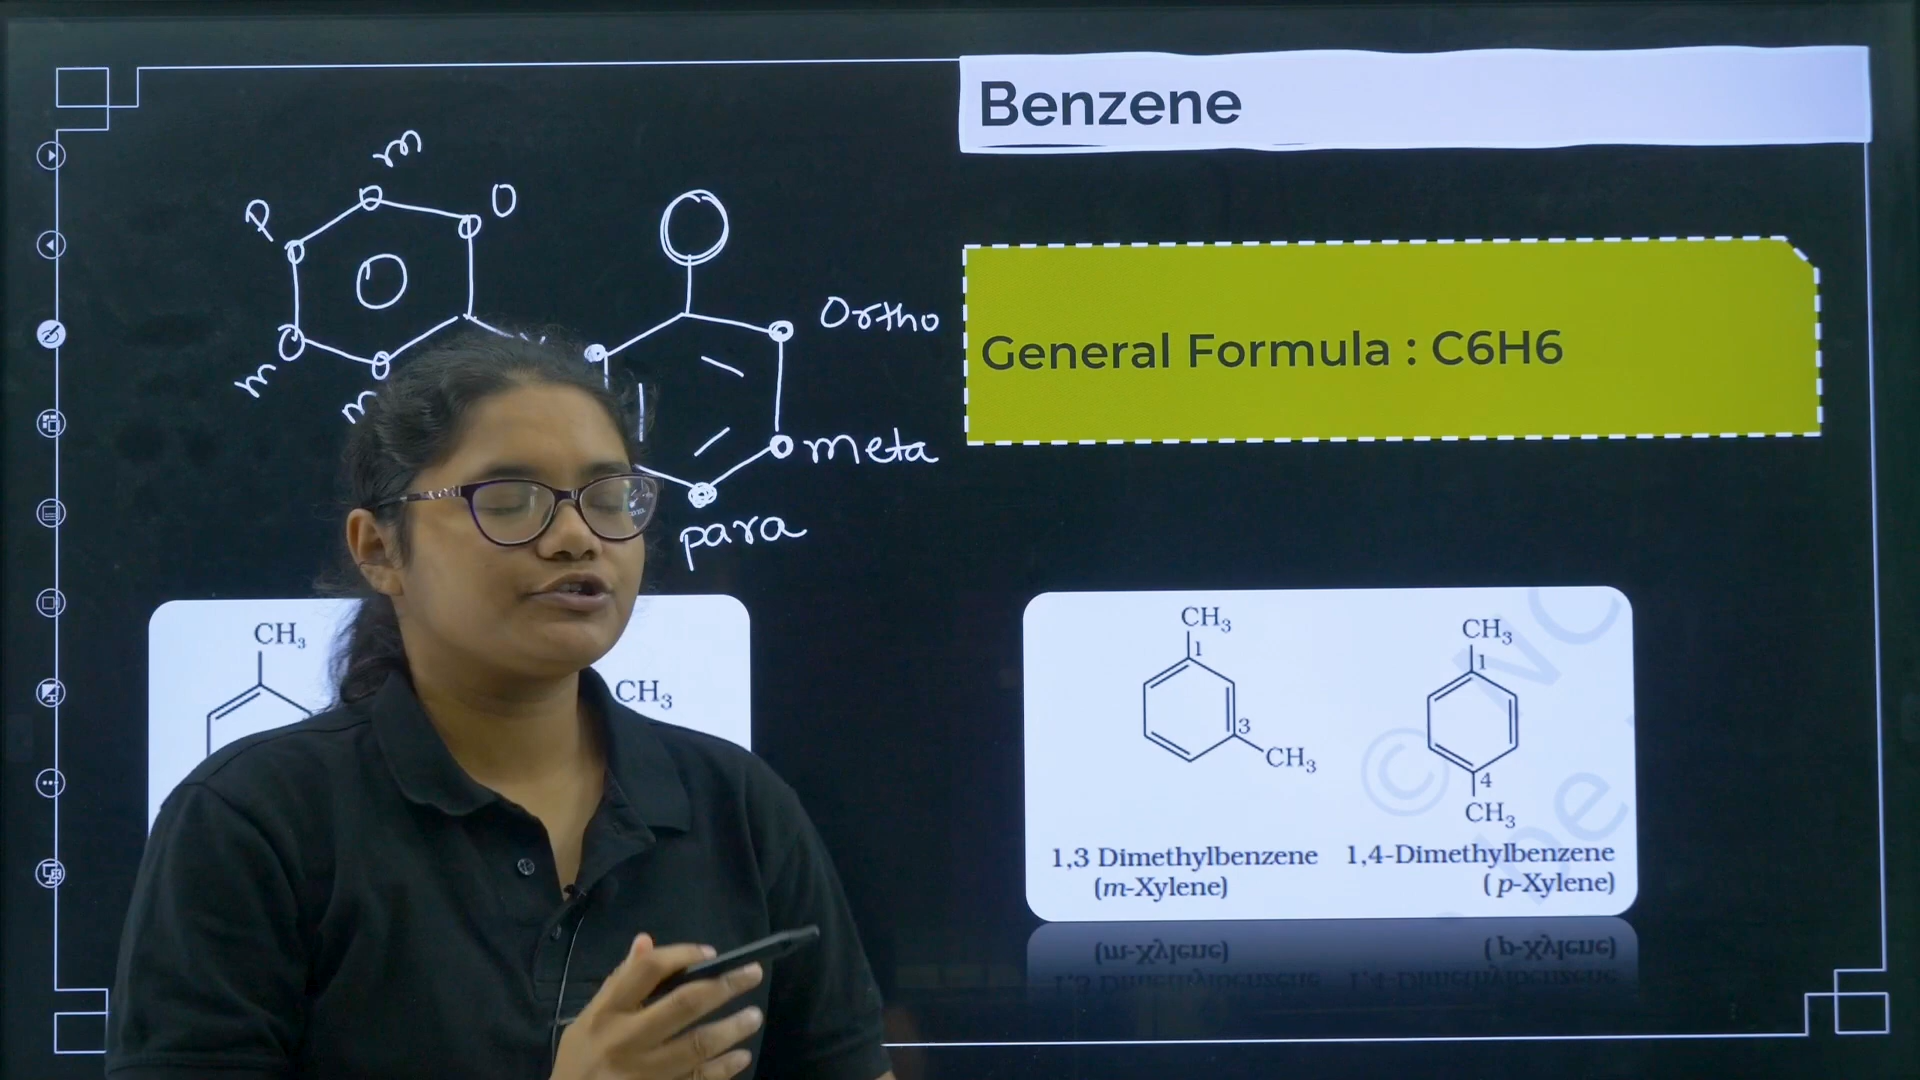 Benzene
m
O
P
m
m
Ortho
Meta
para
General Formula : C6H6
CH₃
CH₃
CH₃
1
3
CH₃
CH₃
1
4
CH₃
1,3 Dimethylbenzene
(m-Xylene)
1,4-Dimethylbenzene
( p-Xylene)
©